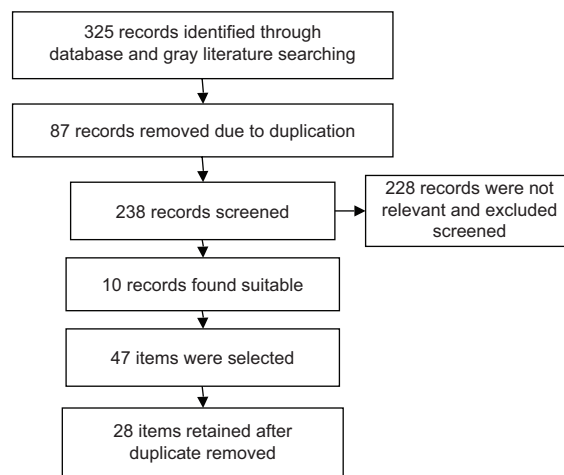 325 records identified through
database and gray literature searching
87 records removed due to duplication
238 records screened
228 records were not
relevant and excluded
screened
10 records found suitable
47 items were selected
28 items retained after
duplicate removed